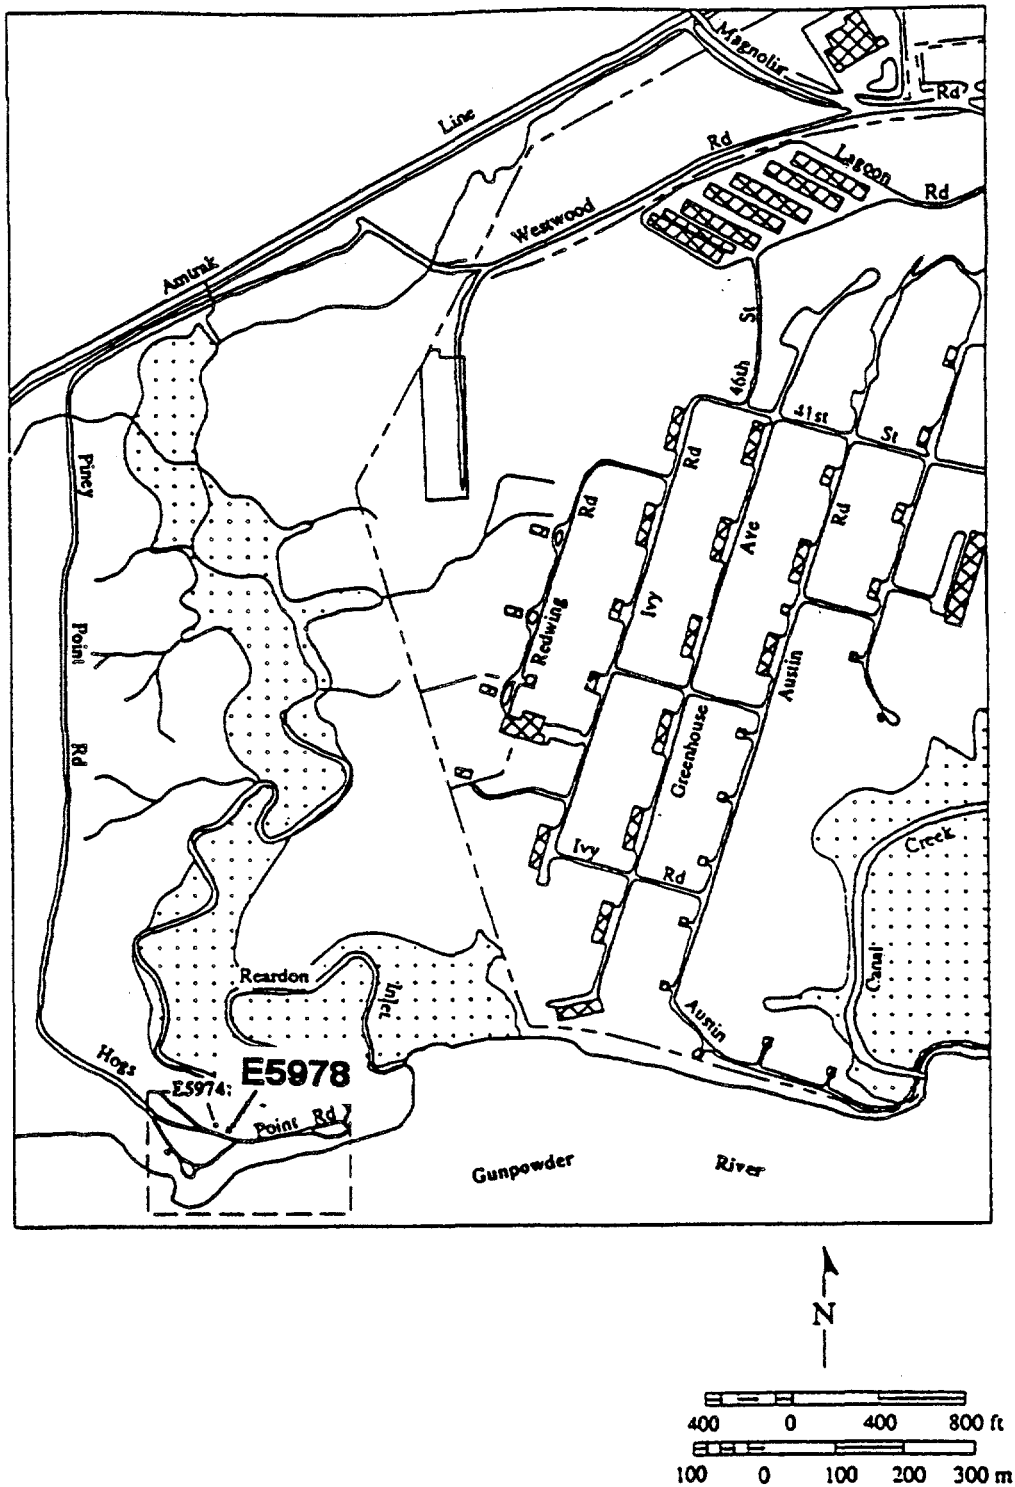 Magnolia
Rd
Line
Rd
Lagoon
Rd
Westwood
Amtrak
St
46th
41st
St
Piney
Rd
Rd
Ave
Rd
Ivy
Redwing
Point
Austin
Greenhouse
Rd
Creek
Ivy
Rd
Canal
Reardon
Inlet
Austin
Hogs
E5974
E5978
Point Rd
Gunpowder River
N
400 0 400 800 ft
100 0 100 200 300 m